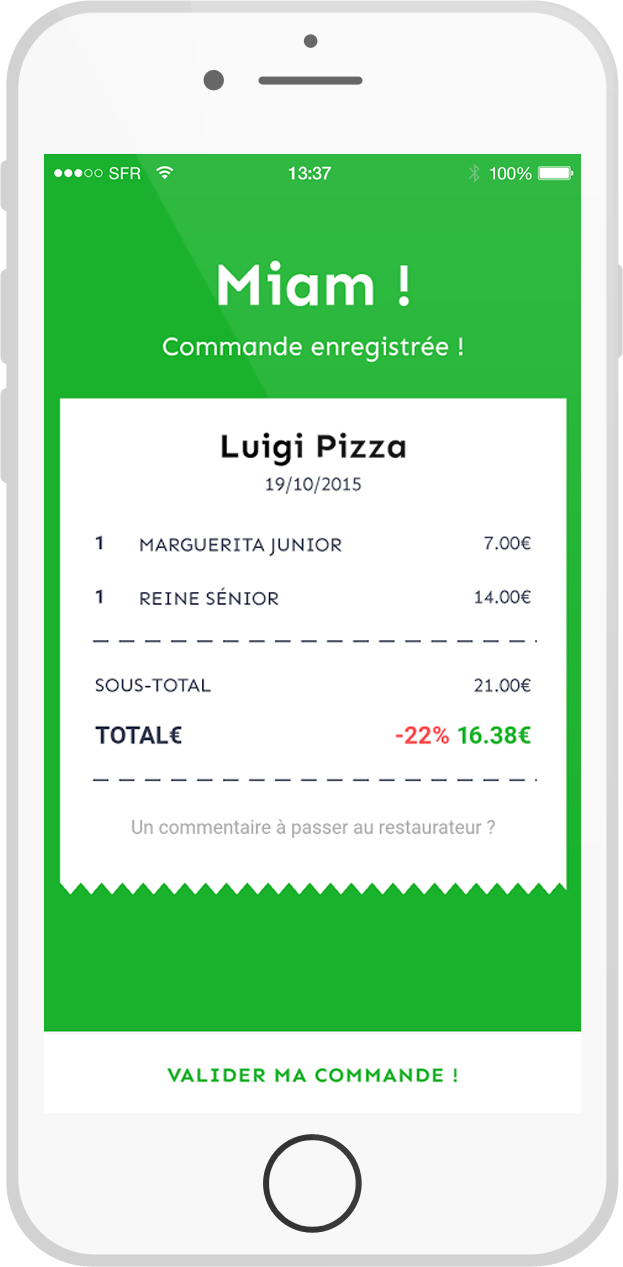 SFR 13:37 100%
Miam !
Commande enregistrée !
Luigi Pizza
19/10/2015
1 MARGUERITA JUNIOR 7.00€
1 REINE SÉNIOR 14.00€
SOUS-TOTAL 21.00€
TOTAL€ -22% 16.38€
Un commentaire à passer au restaurateur ?
VALIDER MA COMMANDE !